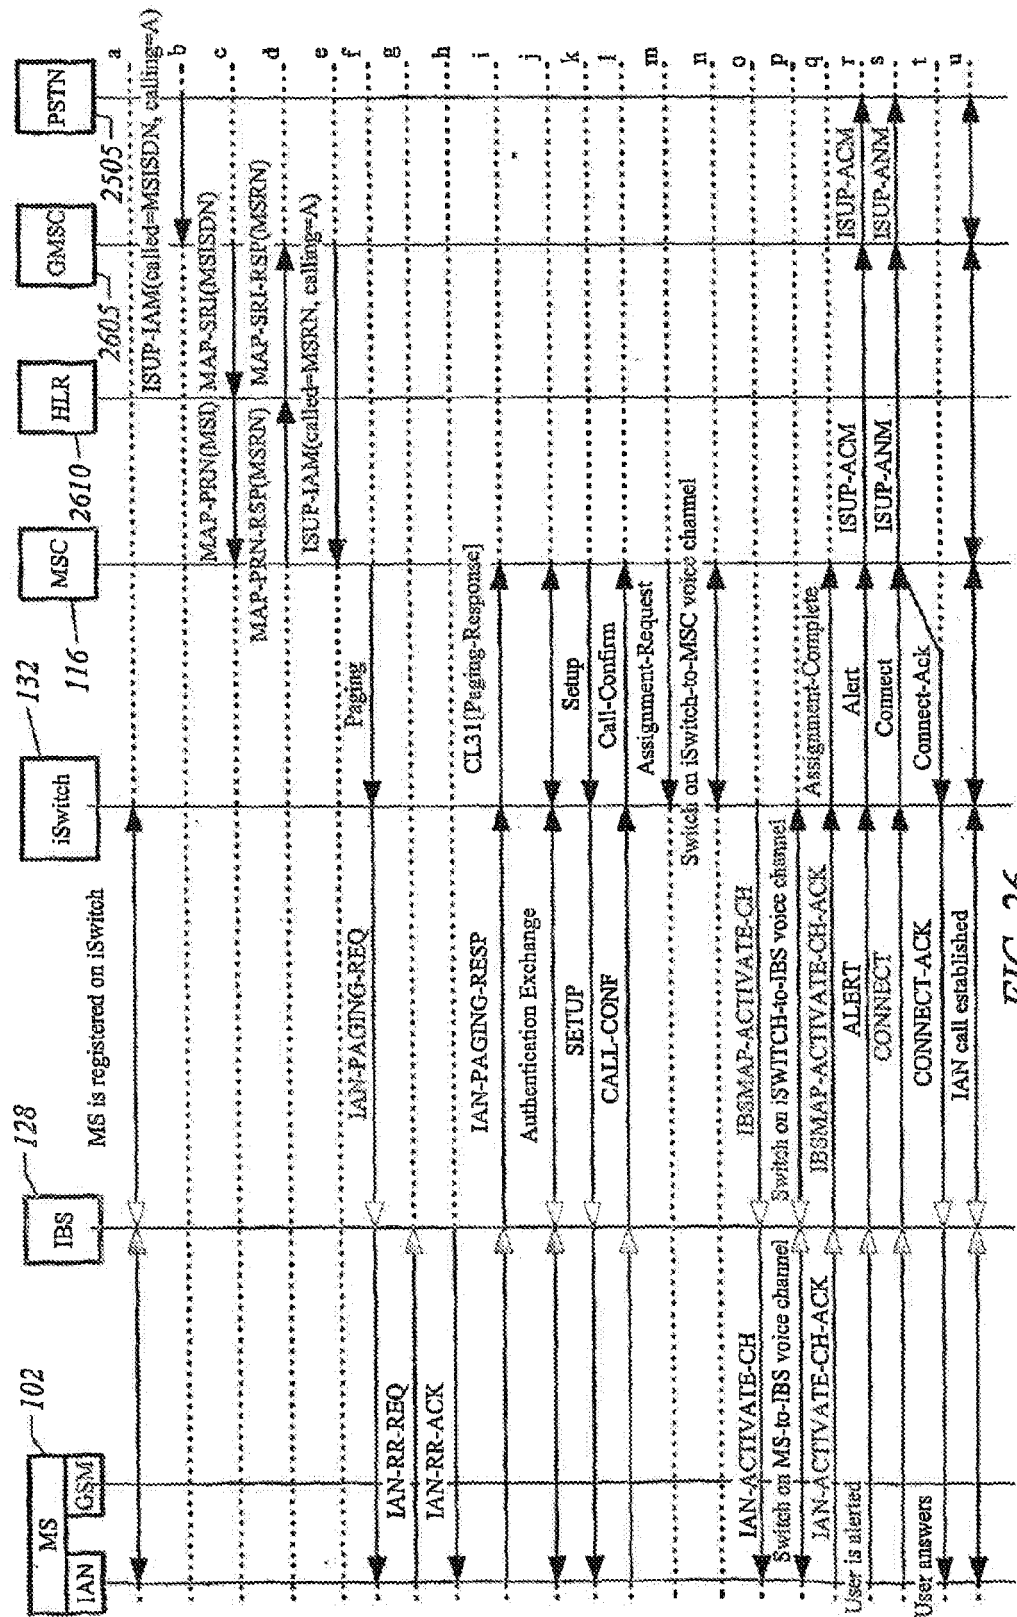 MS
102
IAN
GSM
IBS
128
iSwitch
132
MSC
116
HLR
2610
GMSC
2605
PSTN
2505
MS is registered on iSwitch
a
ISUP-IAM(called=MSISDN, calling=A)
b
MAP-PRN(MSI)
MAP-SRI(MSISDN)
c
MAP-PRN-RSP(MSRN)
MAP-SRI-RSP(MSRN)
d
ISUP-IAM(called=MSRN, calling=A)
e
IAN-PAGING-REQ
Paging
f
IAN-RR-REQ
g
IAN-RR-ACK
h
IAN-PAGING-RESP
CL31[Paging-Response]
i
Authentication Exchange
j
SETUP
Setup
k
CALL-CONF
Call-Confirm
l
Assignment-Request
m
Switch on iSwitch-to-MSC voice channel
n
IAN-ACTIVATE-CH
IBSMAP-ACTIVATE-CH
o
Switch on MS-to-IBS voice channel
Switch on iSWITCH-to-IBS voice channel
p
IAN-ACTIVATE-CH-ACK
IBSMAP-ACTIVATE-CH-ACK
Assignment-Complete
q
User is alerted
ALERT
Alert
ISUP-ACM
ISUP-ACM
r
CONNECT
Connect
ISUP-ANM
ISUP-ANM
s
User answers
CONNECT-ACK
Connect-Ack
t
IAN call established
u
FIG. 26